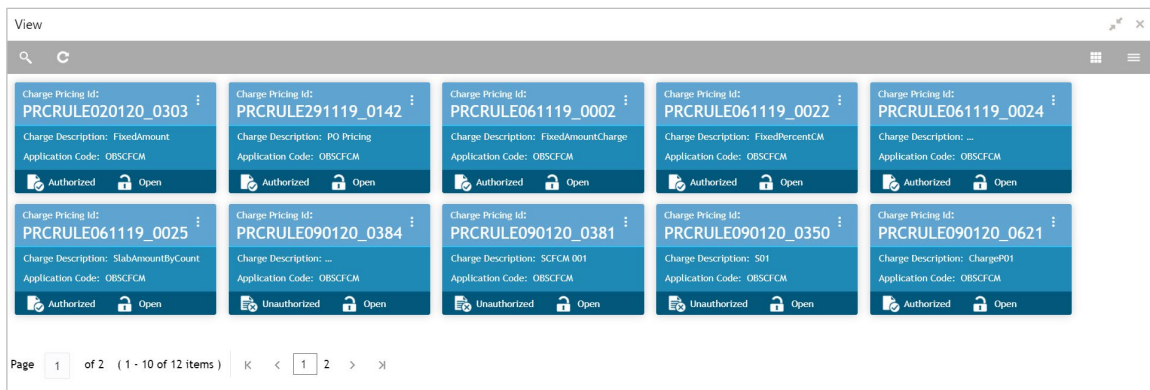 View
Charge Pricing Id:
PRCRULE020120_0303
Charge Description: FixedAmount
Application Code: OBSCFCM
Authorized Open
Charge Pricing Id:
PRCRULE291119_0142
Charge Description: PO Pricing
Application Code: OBSCFCM
Authorized Open
Charge Pricing Id:
PRCRULE061119_0002
Charge Description: FixedAmountCharge
Application Code: OBSCFCM
Authorized Open
Charge Pricing Id:
PRCRULE061119_0022
Charge Description: FixedPercentCM
Application Code: OBSCFCM
Authorized Open
Charge Pricing Id:
PRCRULE061119_0024
Charge Description: ...
Application Code: OBSCFCM
Authorized Open
Charge Pricing Id:
PRCRULE061119_0025
Charge Description: SlabAmountByCount
Application Code: OBSCFCM
Authorized Open
Charge Pricing Id:
PRCRULE090120_0384
Charge Description: ...
Application Code: OBSCFCM
Unauthorized Open
Charge Pricing Id:
PRCRULE090120_0381
Charge Description: SCFCM 001
Application Code: OBSCFCM
Unauthorized Open
Charge Pricing Id:
PRCRULE090120_0350
Charge Description: S01
Application Code: OBSCFCM
Unauthorized Open
Charge Pricing Id:
PRCRULE090120_0621
Charge Description: ChargeP01
Application Code: OBSCFCM
Authorized Open
Page 1 of 2 ( 1 - 10 of 12 items ) 1 2